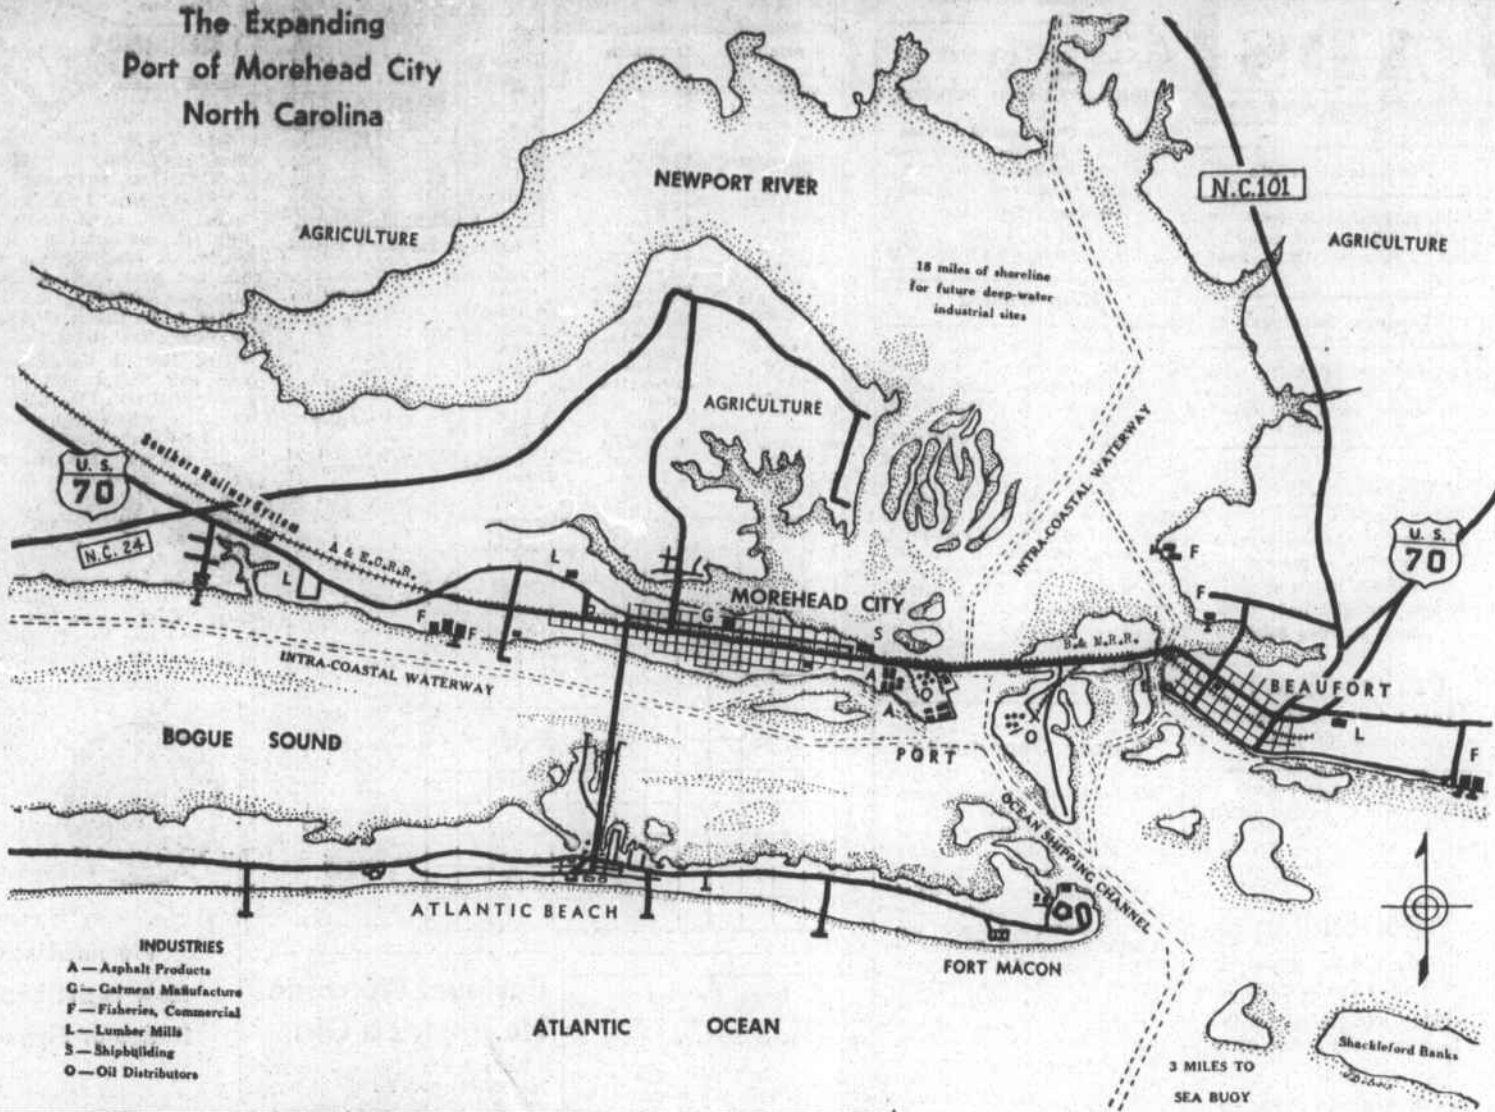 The Expanding
Port of Morehead City
North Carolina
NEWPORT RIVER
N.C.101
AGRICULTURE
AGRICULTURE
18 miles of shoreline
for future deep-water
industrial sites
AGRICULTURE
INTRA-COASTAL WATERWAY
Southern Railway System
U. S.
70
N.C. 24
A & E.C.R.R.
L
L
U. S.
70
F
F
MOREHEAD CITY
G
S
F
F
B.& M.R.R.
INTRA-COASTAL WATERWAY
A
O
A
BEAUFORT
BOGUE SOUND
PORT
O
L
F
OCEAN SHIPPING CHANNEL
ATLANTIC BEACH
FORT MACON
INDUSTRIES
A — Asphalt Products
G — Garment Manufacture
F — Fisheries, Commercial
L — Lumber Mills
S — Shipbuilding
O — Oil Distributors
ATLANTIC OCEAN
Shackleford Banks
3 MILES TO
SEA BUOY